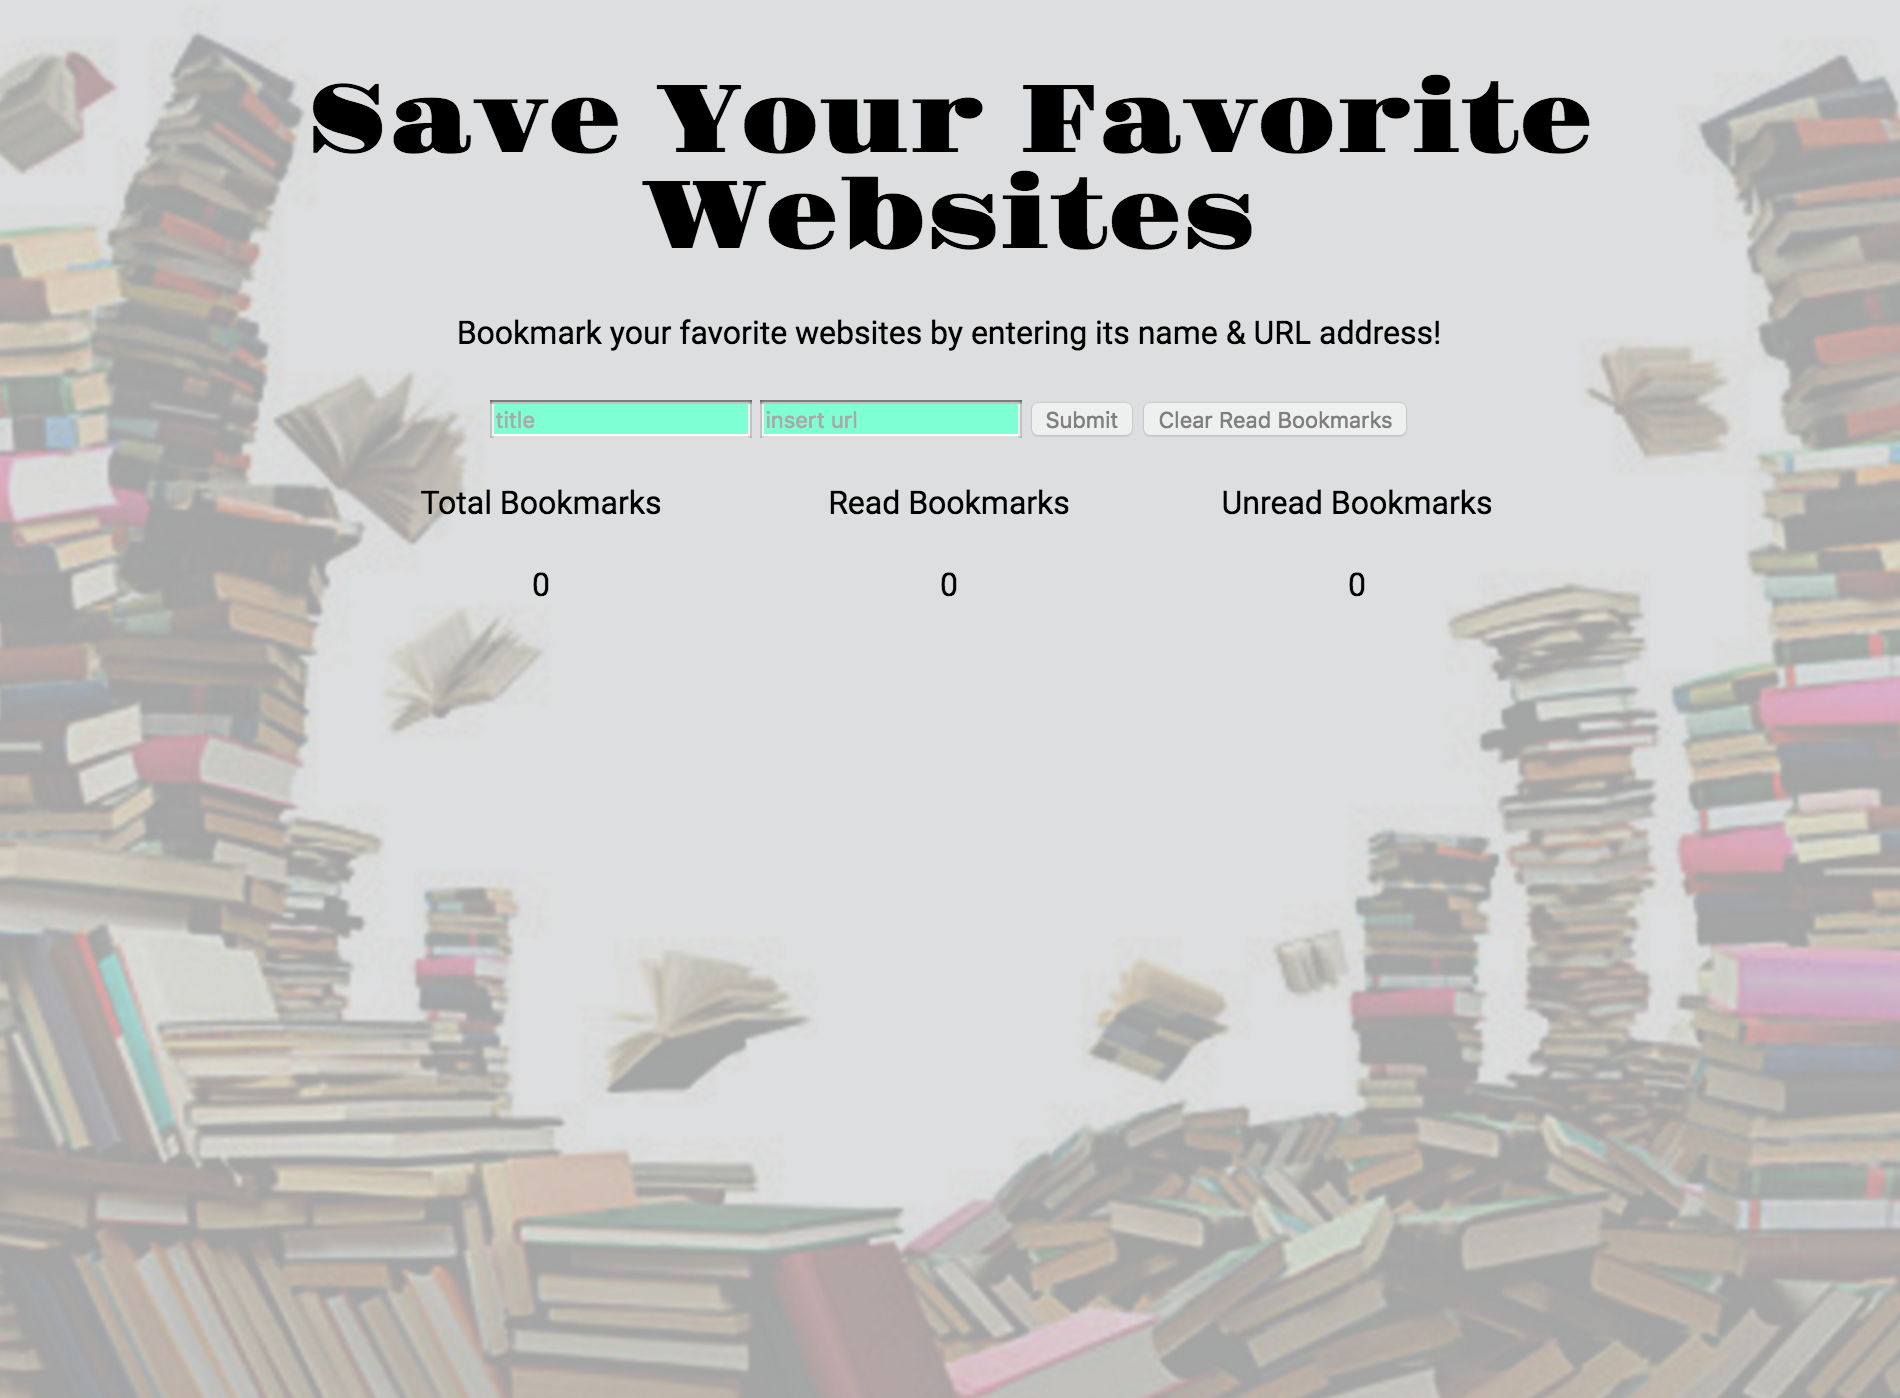 Save Your Favorite
Websites
Bookmark your favorite websites by entering its name & URL address!
title insert url Submit Clear Read Bookmarks
Total Bookmarks Read Bookmarks Unread Bookmarks
0 0 0